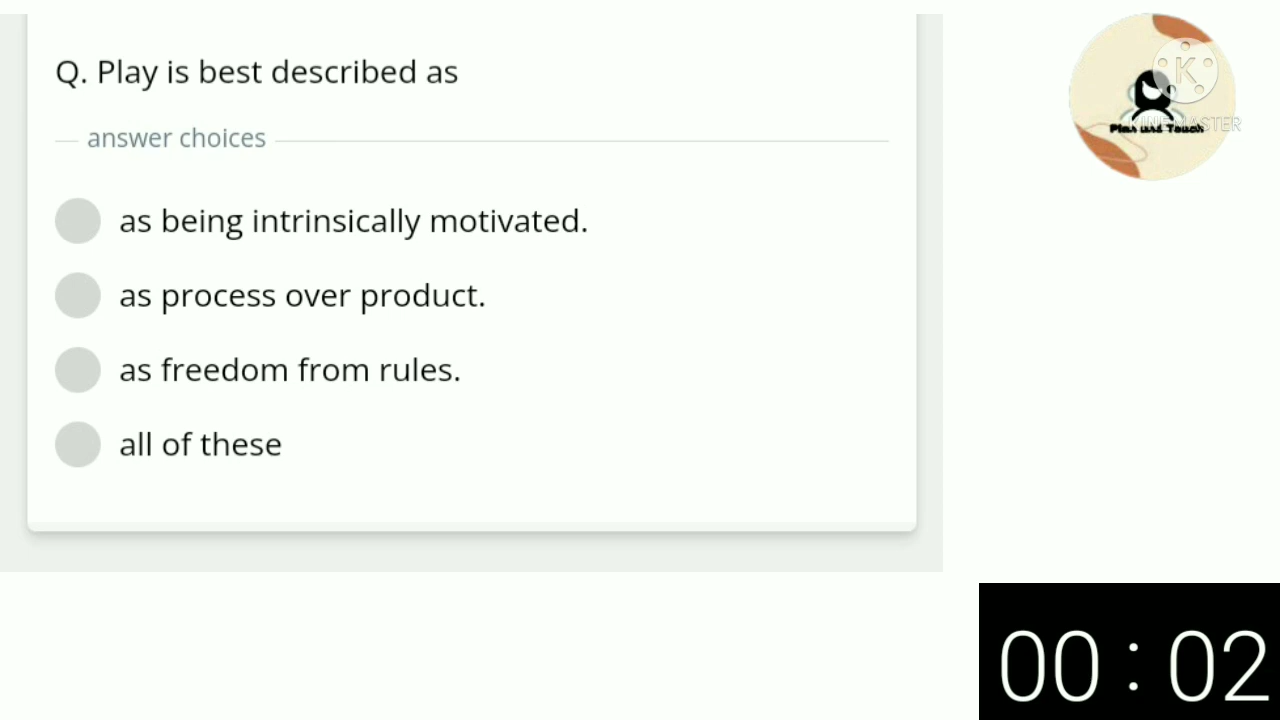 Q. Play is best described as
answer choices
as being intrinsically motivated.
as process over product.
as freedom from rules.
all of these
K
KINEMASTER
00 : 02